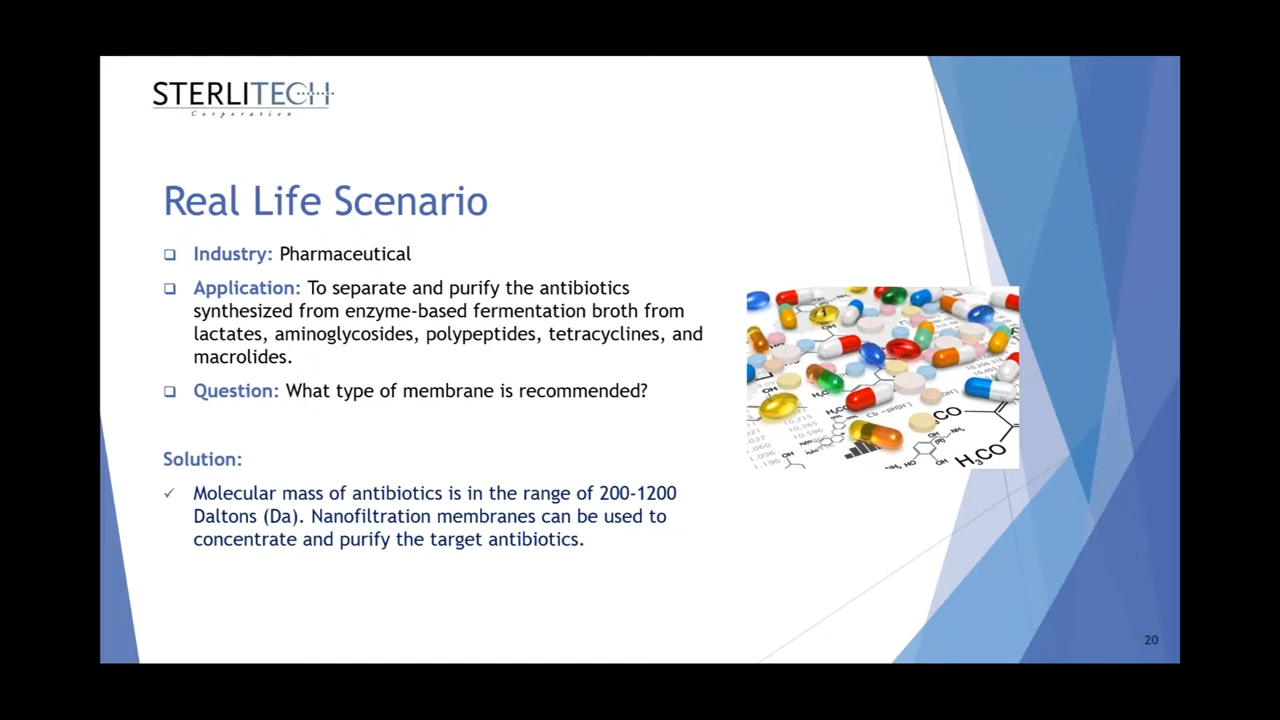 STERLITECH
Corporation
Real Life Scenario
Industry: Pharmaceutical
Application: To separate and purify the antibiotics
synthesized from enzyme-based fermentation broth from
lactates, aminoglycosides, polypeptides, tetracyclines, and
macrolides.
Question: What type of membrane is recommended?
Solution:
✓ Molecular mass of antibiotics is in the range of 200-1200
Daltons (Da). Nanofiltration membranes can be used to
concentrate and purify the target antibiotics.
H₃CO
20